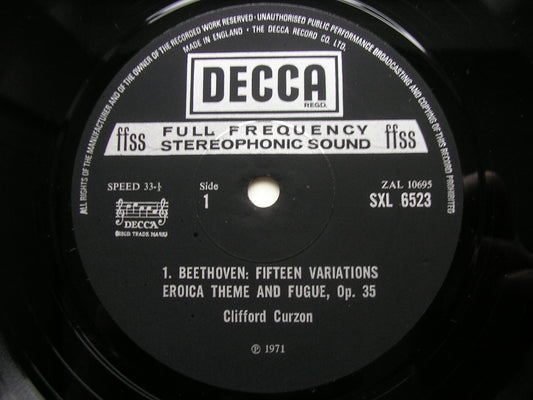 ALL RIGHTS OF THE MANUFACTURER AND OF THE OWNER OF THE RECORDED WORK RESERVED · UNAUTHORISED PUBLIC PERFORMANCE BROADCASTING AND COPYING OF THIS RECORD PROHIBITED
MADE IN ENGLAND · THE DECCA RECORD CO. LTD.
DECCA
REGD.
ffss FULL FREQUENCY STEREOPHONIC SOUND ffss
SPEED 33-⅓ Side 1 ZAL 10695
SXL 6523
DECCA
REGD TRADE MARK
1. BEETHOVEN: FIFTEEN VARIATIONS
EROICA THEME AND FUGUE, Op. 35
Clifford Curzon
℗ 1971